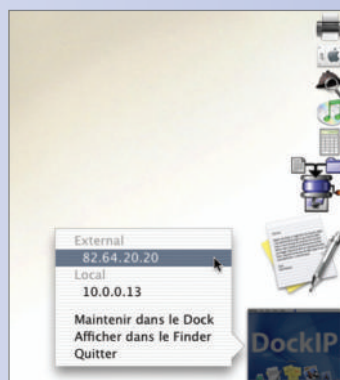 External
82.64.20.20
Local
10.0.0.13
Maintenir dans le Dock
Afficher dans le Finder
Quitter
DockIP